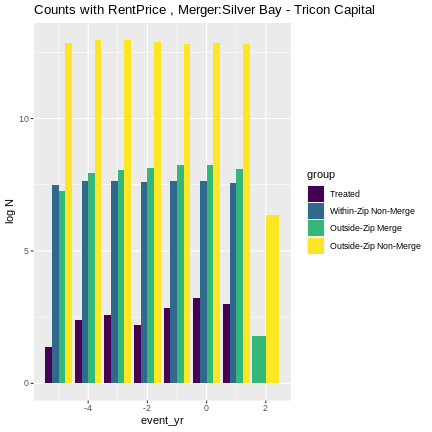 Counts with RentPrice , Merger:Silver Bay - Tricon Capital
log N
10
5
0
-4
-2
0
2
event_yr
group
Treated
Within-Zip Non-Merge
Outside-Zip Merge
Outside-Zip Non-Merge